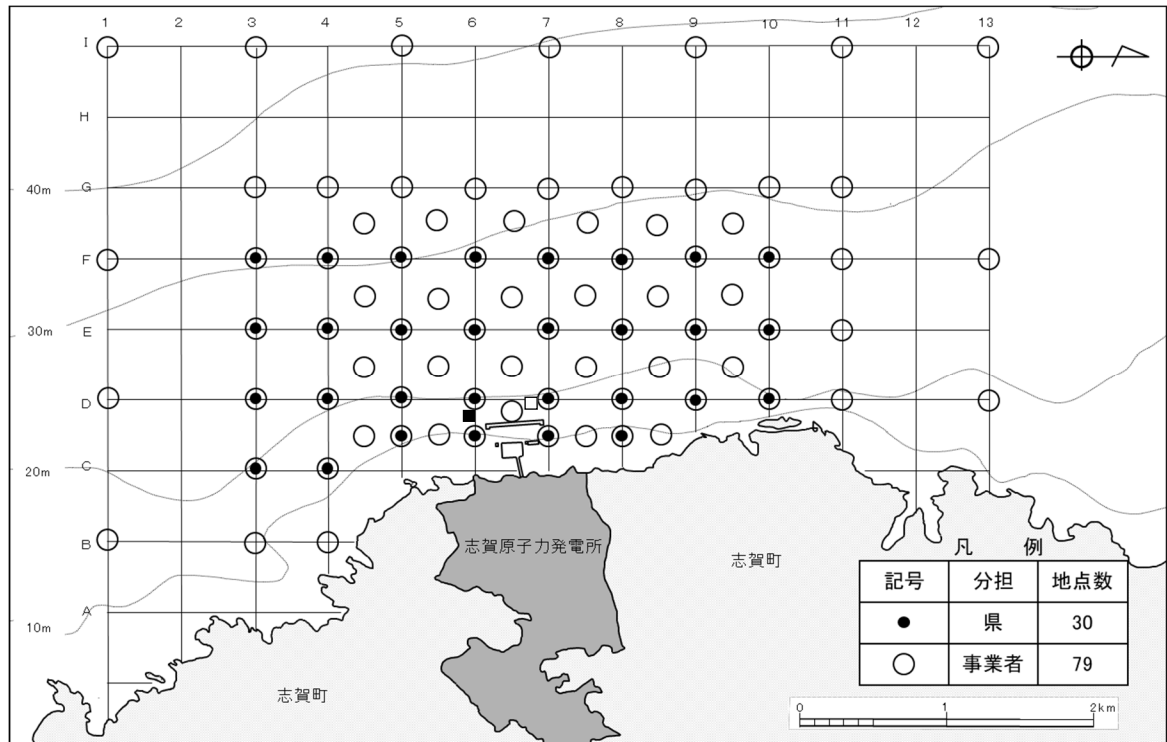 1 2 3 4 5 6 7 8 9 10 11 12 13
I
H
40m G
F
30m E
D
20m C
B
10m A
志賀原子力発電所
志賀町
志賀町
凡 例
記号 分担 地点数
● 県 30
○ 事業者 79
0 1 2km